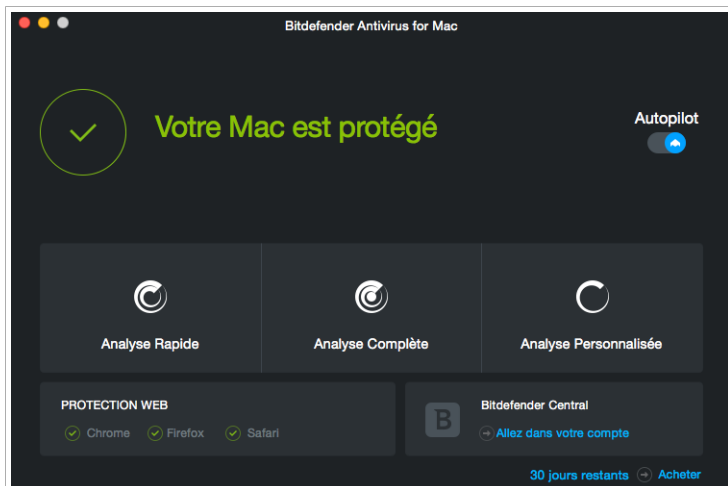 Bitdefender Antivirus for Mac
Votre Mac est protégé
Autopilot
Analyse Rapide
Analyse Complète
Analyse Personnalisée
PROTECTION WEB
Chrome Firefox Safari
B
Bitdefender Central
Allez dans votre compte
30 jours restants Acheter